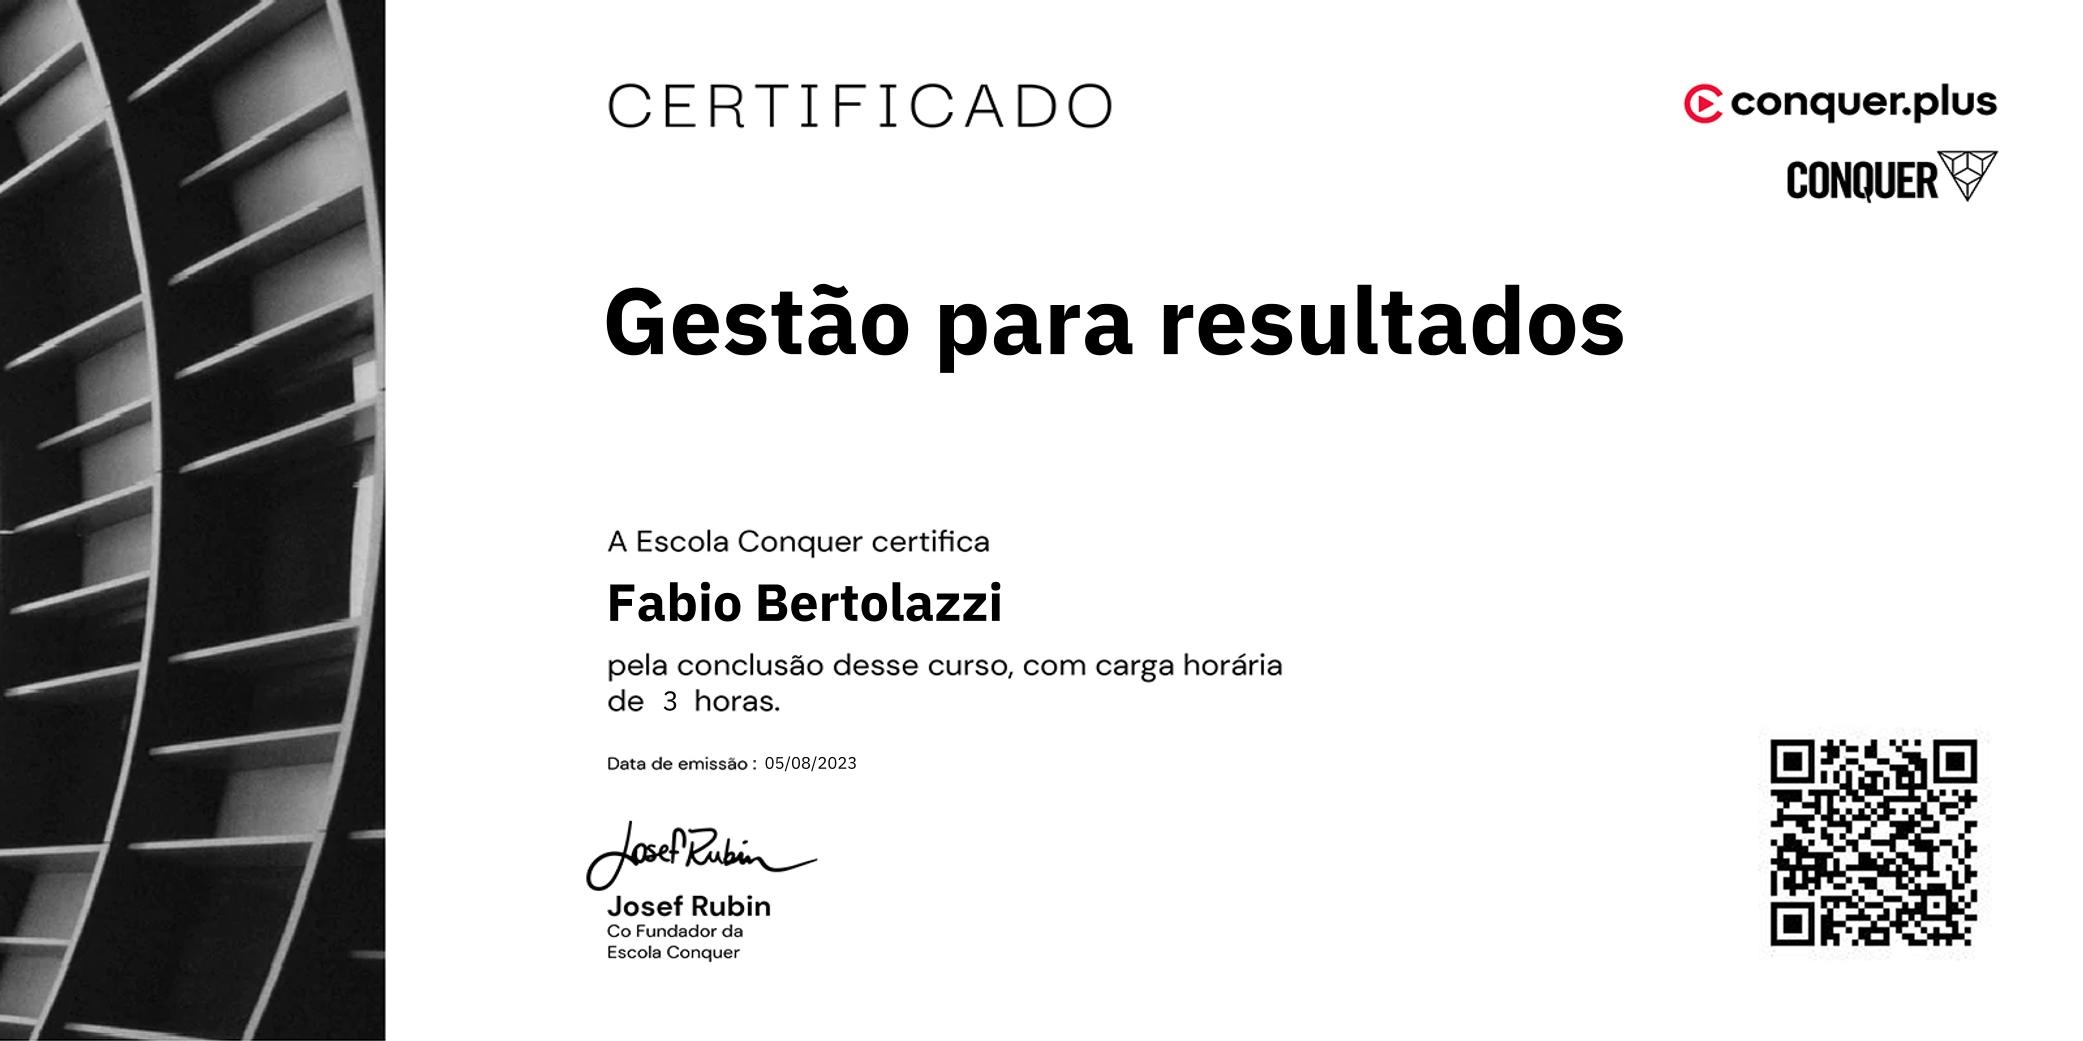 CERTIFICADO
conquer.plus
CONQUER
Gestão para resultados
A Escola Conquer certifica
Fabio Bertolazzi
pela conclusão desse curso, com carga horária
de 3 horas.
Data de emissão : 05/08/2023
Josef Rubin
Josef Rubin
Co Fundador da
Escola Conquer